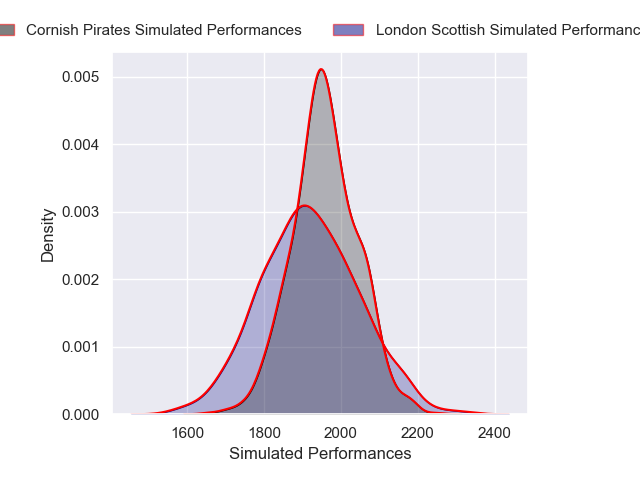 Cornish Pirates Simulated Performances London Scottish Simulated Performanc
0.005
0.004
0.003
0.002
0.001
0.000
Density
1600 1800 2000 2200 2400
Simulated Performances